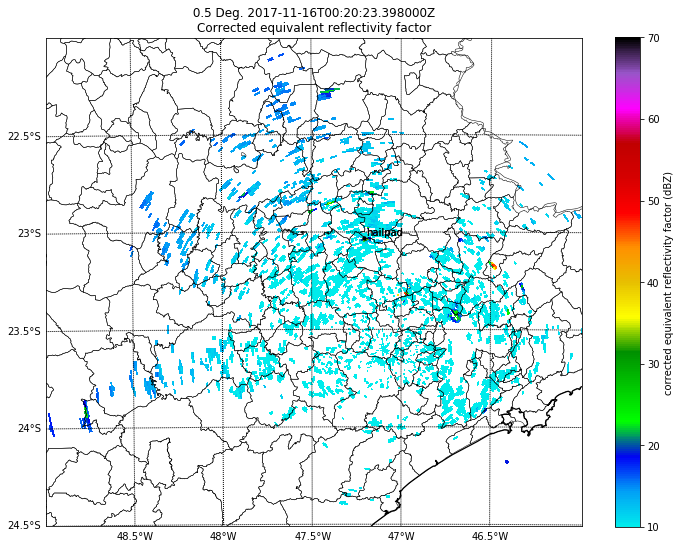 0.5 Deg. 2017-11-16T00:20:23.398000Z
Corrected equivalent reflectivity factor
70
60
50
40
30
20
10
corrected equivalent reflectivity factor (dBZ)
22.5°S
23°S
23.5°S
24°S
24.5°S
hailpad
48.5°W
48°W
47.5°W
47°W
46.5°W